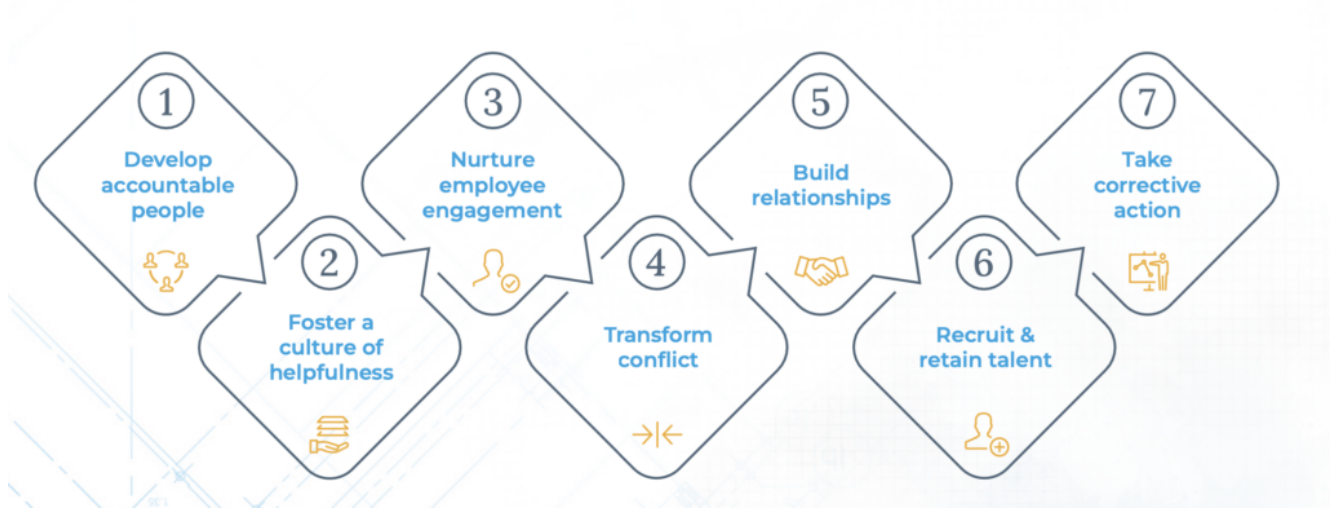 1
Develop
accountable
people
2
Foster a
culture of
helpfulness
3
Nurture
employee
engagement
4
Transform
conflict
5
Build
relationships
6
Recruit &
retain talent
7
Take
corrective
action